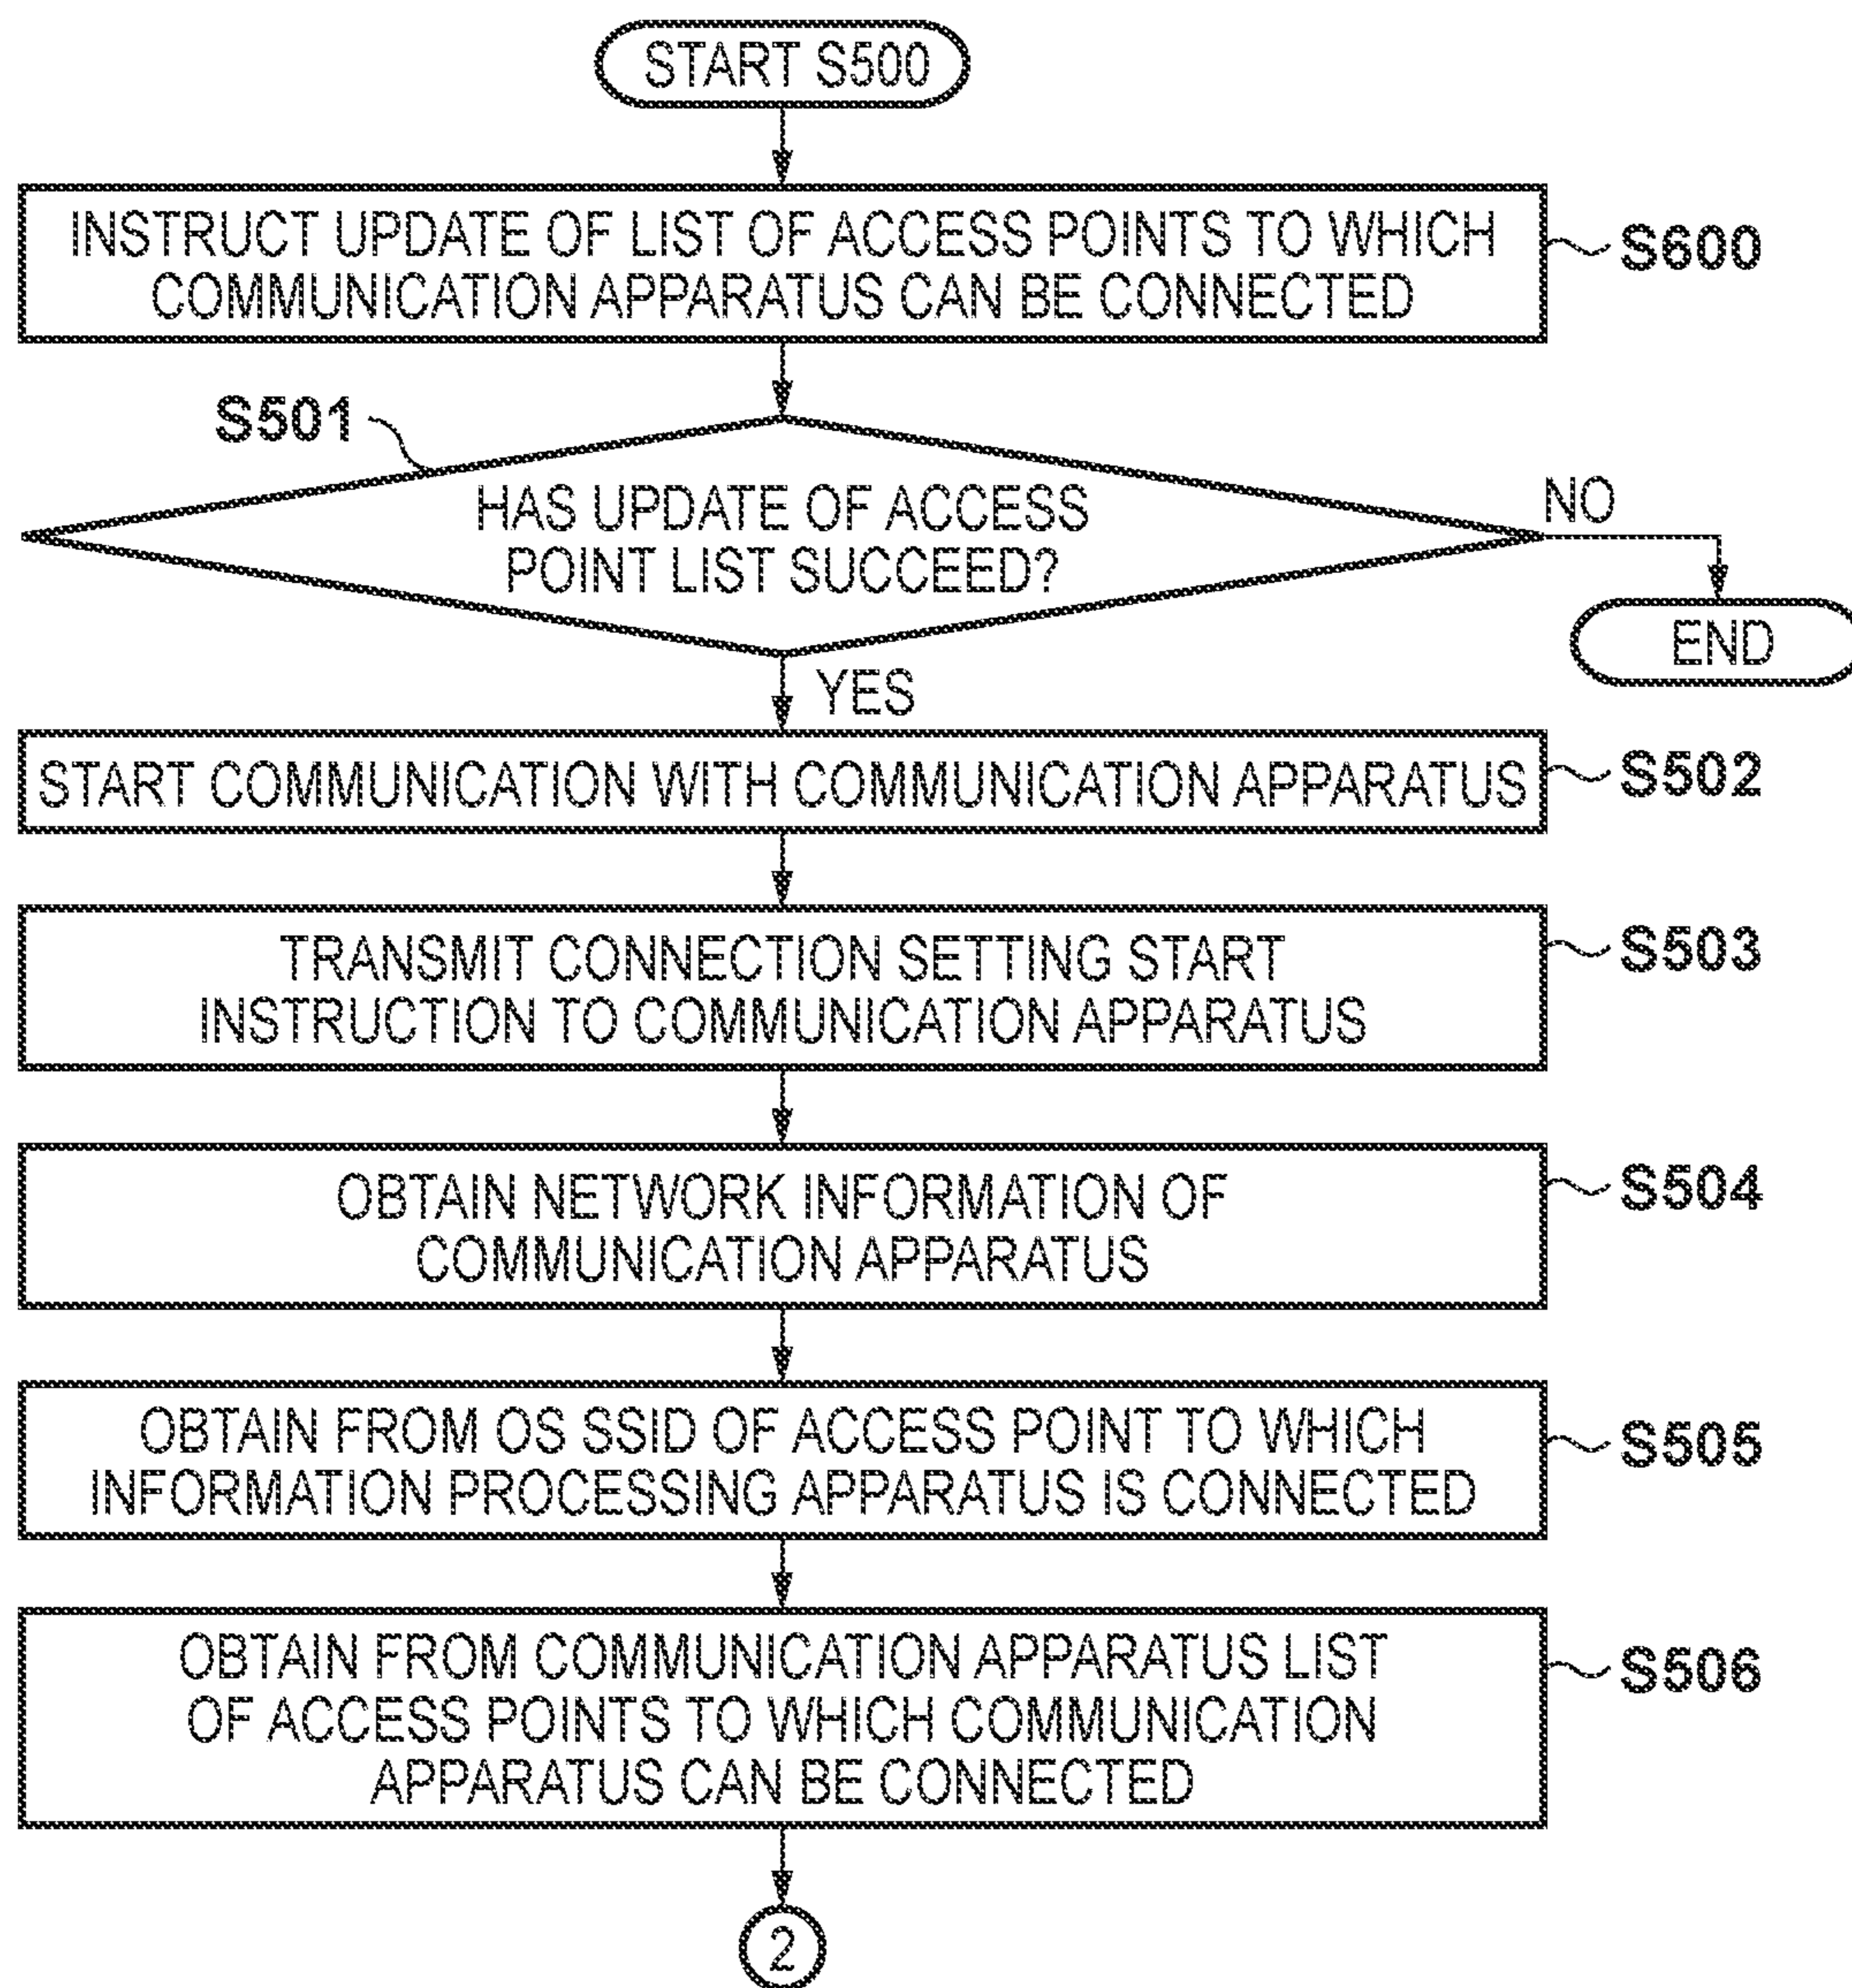 START S500
INSTRUCT UPDATE OF LIST OF ACCESS POINTS TO WHICH
COMMUNICATION APPARATUS CAN BE CONNECTED
S600
S501
HAS UPDATE OF ACCESS
POINT LIST SUCCEED?
NO
END
YES
START COMMUNICATION WITH COMMUNICATION APPARATUS
S502
TRANSMIT CONNECTION SETTING START
INSTRUCTION TO COMMUNICATION APPARATUS
S503
OBTAIN NETWORK INFORMATION OF
COMMUNICATION APPARATUS
S504
OBTAIN FROM OS SSID OF ACCESS POINT TO WHICH
INFORMATION PROCESSING APPARATUS IS CONNECTED
S505
OBTAIN FROM COMMUNICATION APPARATUS LIST
OF ACCESS POINTS TO WHICH COMMUNICATION
APPARATUS CAN BE CONNECTED
S506
2